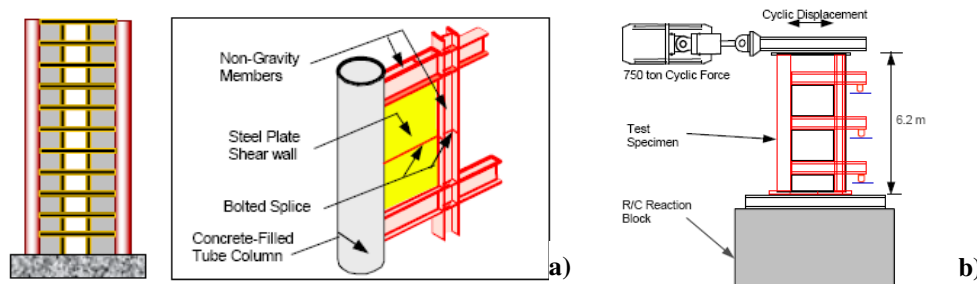 Non-Gravity
Members
Steel Plate
Shear wall
Bolted Splice
Concrete-Filled
Tube Column
a)
Cyclic Displacement
750 ton Cyclic Force
6.2 m
Test
Specimen
R/C Reaction
Block
b)